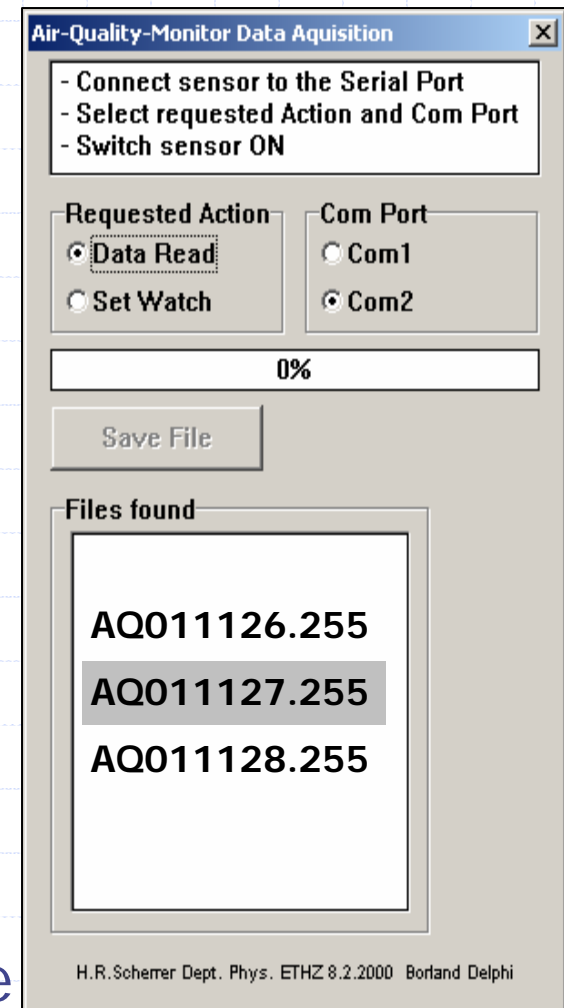 Air-Quality-Monitor Data Aquisition
- Connect sensor to the Serial Port
- Select requested Action and Com Port
- Switch sensor ON
Requested Action
Data Read
Set Watch
Com Port
Com1
Com2
0%
Save File
Files found
AQ011126.255
AQ011127.255
AQ011128.255
H.R.Scherrer Dept. Phys. ETHZ 8.2.2000 Borland Delphi
e